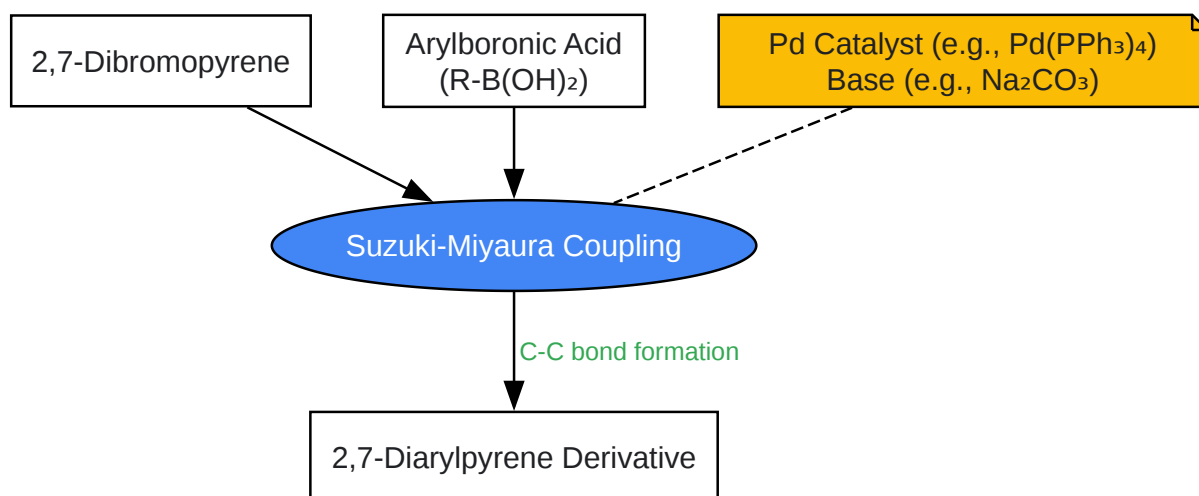 2,7-Dibromopyrene
Arylboronic Acid
(R-B(OH)₂)
Pd Catalyst (e.g., Pd(PPh₃)₄)
Base (e.g., Na₂CO₃)
Suzuki-Miyaura Coupling
C-C bond formation
2,7-Diarylpyrene Derivative